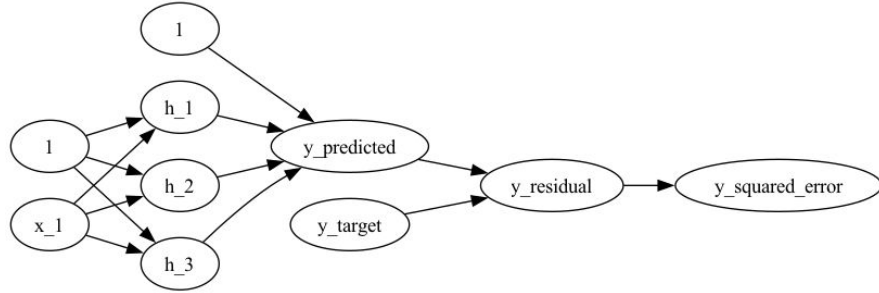 1
h_1
1
h_2
x_1
h_3
y_predicted
y_target
y_residual
y_squared_error